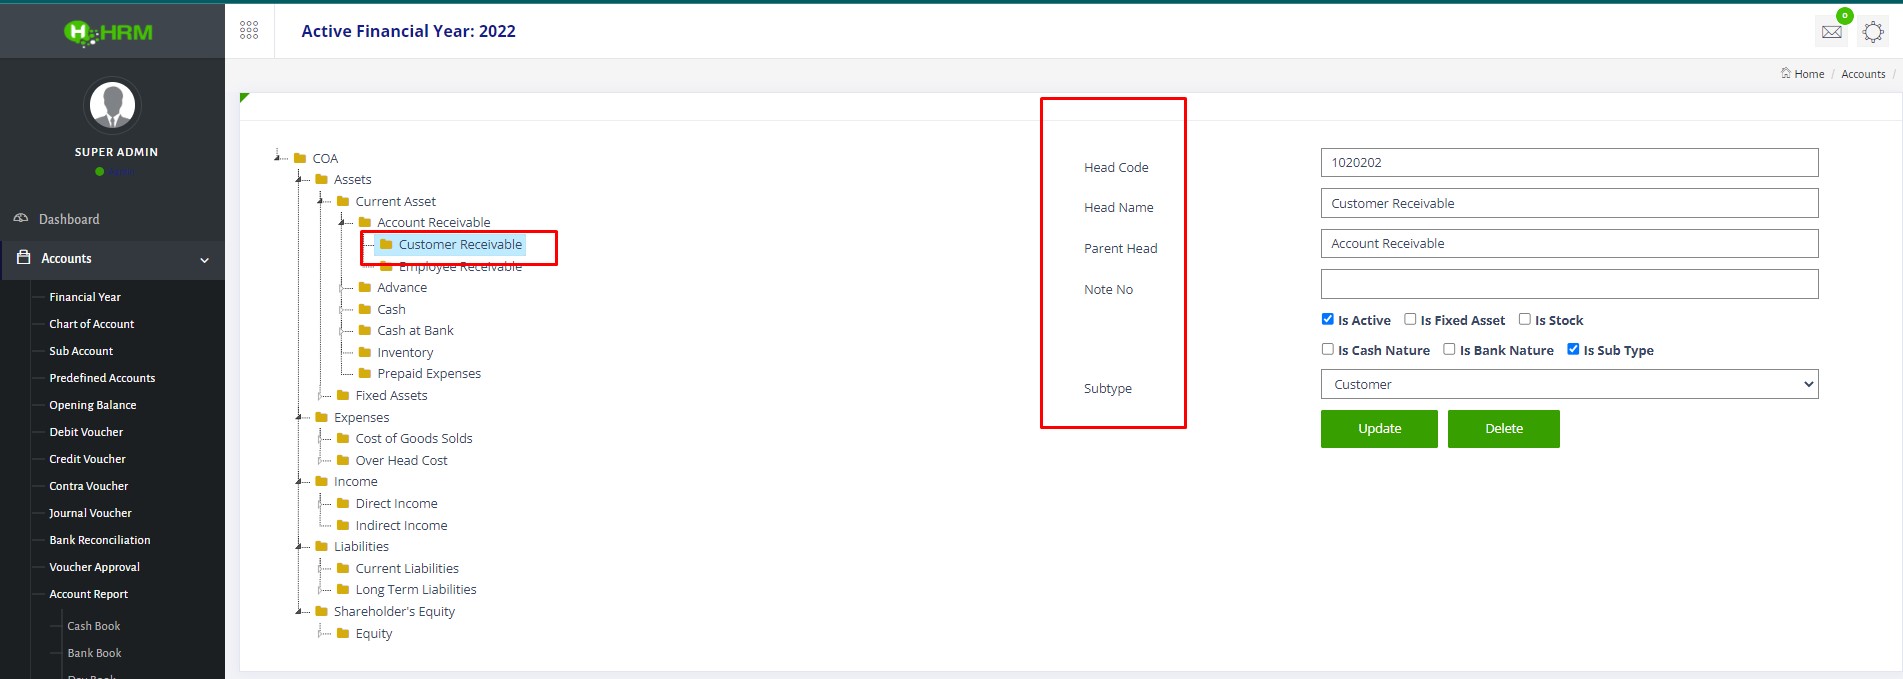 HRM
Active Financial Year: 2022
0
Home / Accounts /
SUPER ADMIN
Dashboard
Accounts
Financial Year
Chart of Account
Sub Account
Predefined Accounts
Opening Balance
Debit Voucher
Credit Voucher
Contra Voucher
Journal Voucher
Bank Reconciliation
Voucher Approval
Account Report
Cash Book
Bank Book
COA
Assets
Current Asset
Account Receivable
Customer Receivable
Employee Receivable
Advance
Cash
Cash at Bank
Inventory
Prepaid Expenses
Fixed Assets
Expenses
Cost of Goods Solds
Over Head Cost
Income
Direct Income
Indirect Income
Liabilities
Current Liabilities
Long Term Liabilities
Shareholder's Equity
Equity
Head Code 1020202
Head Name Customer Receivable
Parent Head Account Receivable
Note No
Is Active Is Fixed Asset Is Stock
Is Cash Nature Is Bank Nature Is Sub Type
Subtype Customer
Update Delete